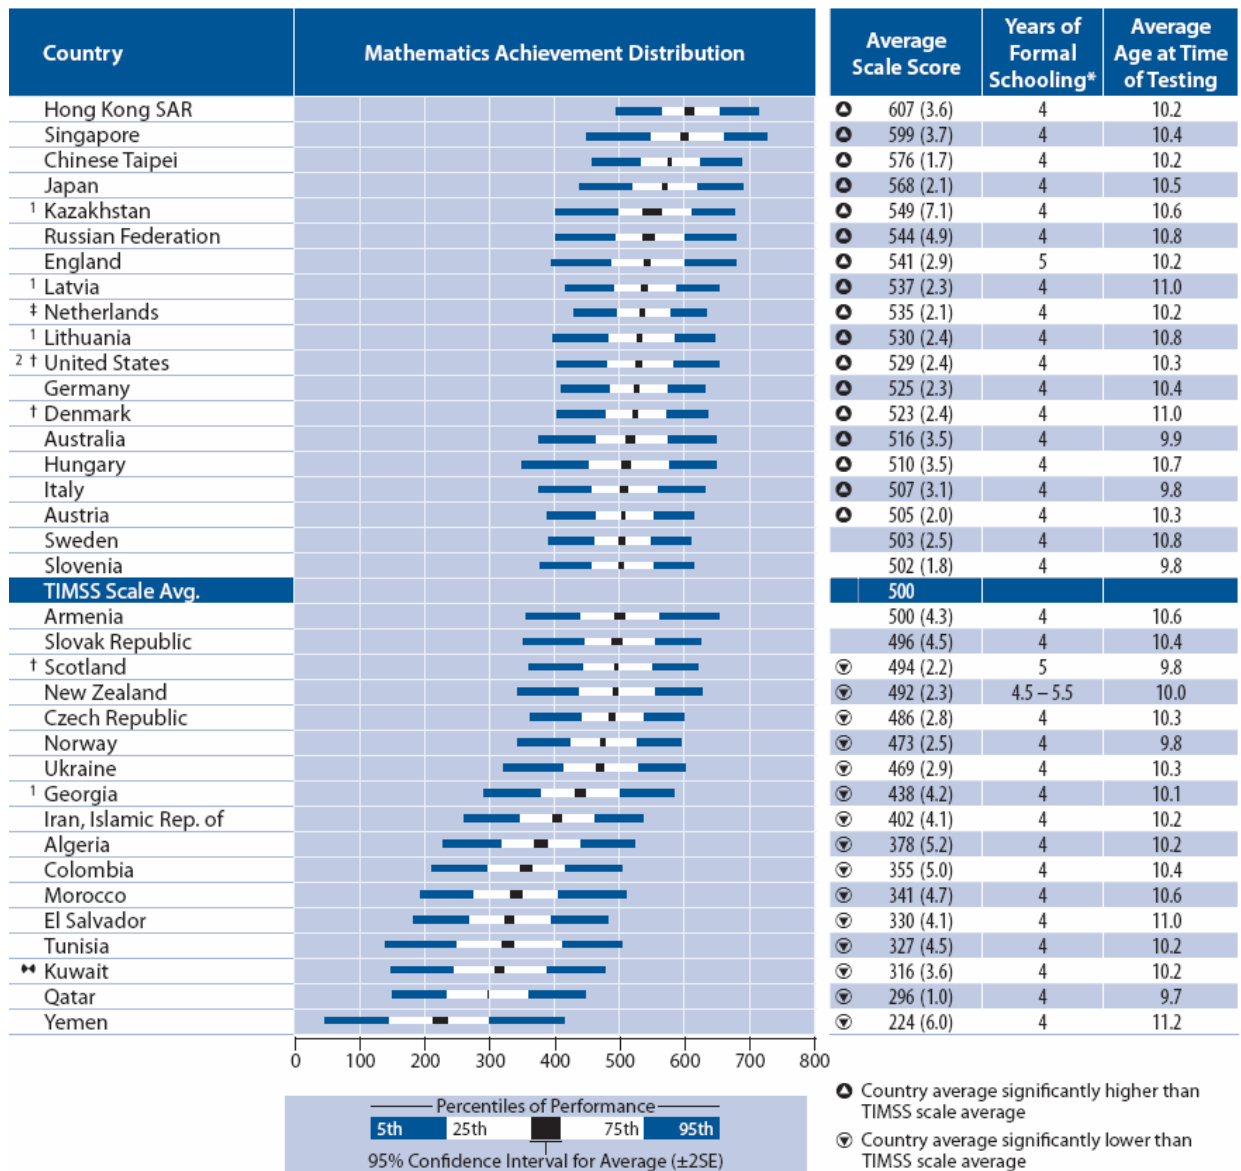 Country Mathematics Achievement Distribution Average Scale Score Years of Formal Schooling* Average Age at Time of Testing
Hong Kong SAR 607 (3.6) 4 10.2
Singapore 599 (3.7) 4 10.4
Chinese Taipei 576 (1.7) 4 10.2
Japan 568 (2.1) 4 10.5
1 Kazakhstan 549 (7.1) 4 10.6
Russian Federation 544 (4.9) 4 10.8
England 541 (2.9) 5 10.2
1 Latvia 537 (2.3) 4 11.0
‡ Netherlands 535 (2.1) 4 10.2
1 Lithuania 530 (2.4) 4 10.8
2 † United States 529 (2.4) 4 10.3
Germany 525 (2.3) 4 10.4
† Denmark 523 (2.4) 4 11.0
Australia 516 (3.5) 4 9.9
Hungary 510 (3.5) 4 10.7
Italy 507 (3.1) 4 9.8
Austria 505 (2.0) 4 10.3
Sweden 503 (2.5) 4 10.8
Slovenia 502 (1.8) 4 9.8
TIMSS Scale Avg. 500
Armenia 500 (4.3) 4 10.6
Slovak Republic 496 (4.5) 4 10.4
† Scotland 494 (2.2) 5 9.8
New Zealand 492 (2.3) 4.5 – 5.5 10.0
Czech Republic 486 (2.8) 4 10.3
Norway 473 (2.5) 4 9.8
Ukraine 469 (2.9) 4 10.3
1 Georgia 438 (4.2) 4 10.1
Iran, Islamic Rep. of 402 (4.1) 4 10.2
Algeria 378 (5.2) 4 10.2
Colombia 355 (5.0) 4 10.4
Morocco 341 (4.7) 4 10.6
El Salvador 330 (4.1) 4 11.0
Tunisia 327 (4.5) 4 10.2
Kuwait 316 (3.6) 4 10.2
Qatar 296 (1.0) 4 9.7
Yemen 224 (6.0) 4 11.2
0 100 200 300 400 500 600 700 800
Percentiles of Performance
5th 25th 75th 95th
95% Confidence Interval for Average (±2SE)
Country average significantly higher than
TIMSS scale average
Country average significantly lower than
TIMSS scale average